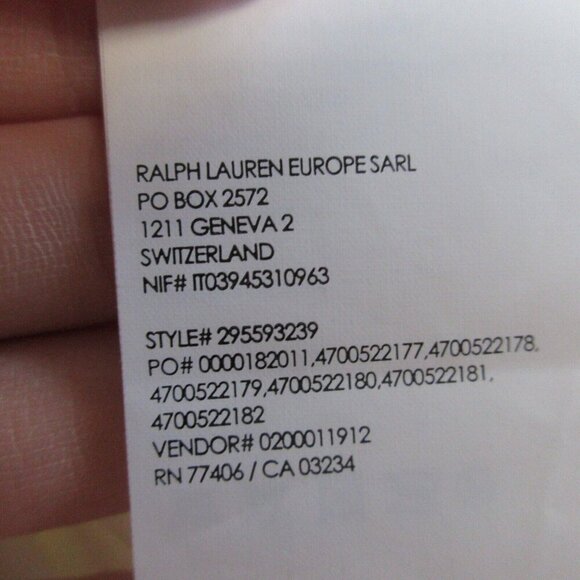 RALPH LAUREN EUROPE SARL
PO BOX 2572
1211 GENEVA 2
SWITZERLAND
NIF# IT03945310963
STYLE# 295593239
PO# 0000182011,4700522177,4700522178,
4700522179,4700522180,4700522181,
4700522182
VENDOR# 0200011912
RN 77406 / CA 03234